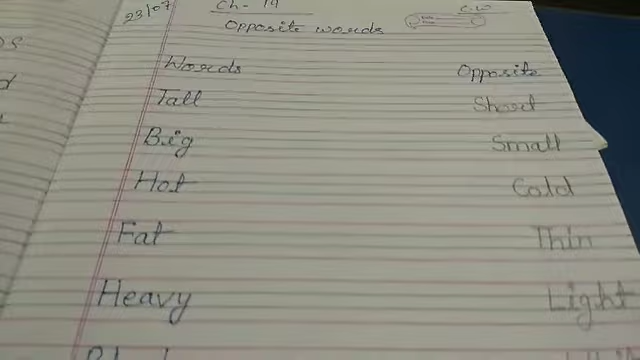 23/07 Ch - 14 C.W
Opposite words
Words Opposite
Tall Short
Big Small
Hot Cold
Fat Thin
Heavy Light